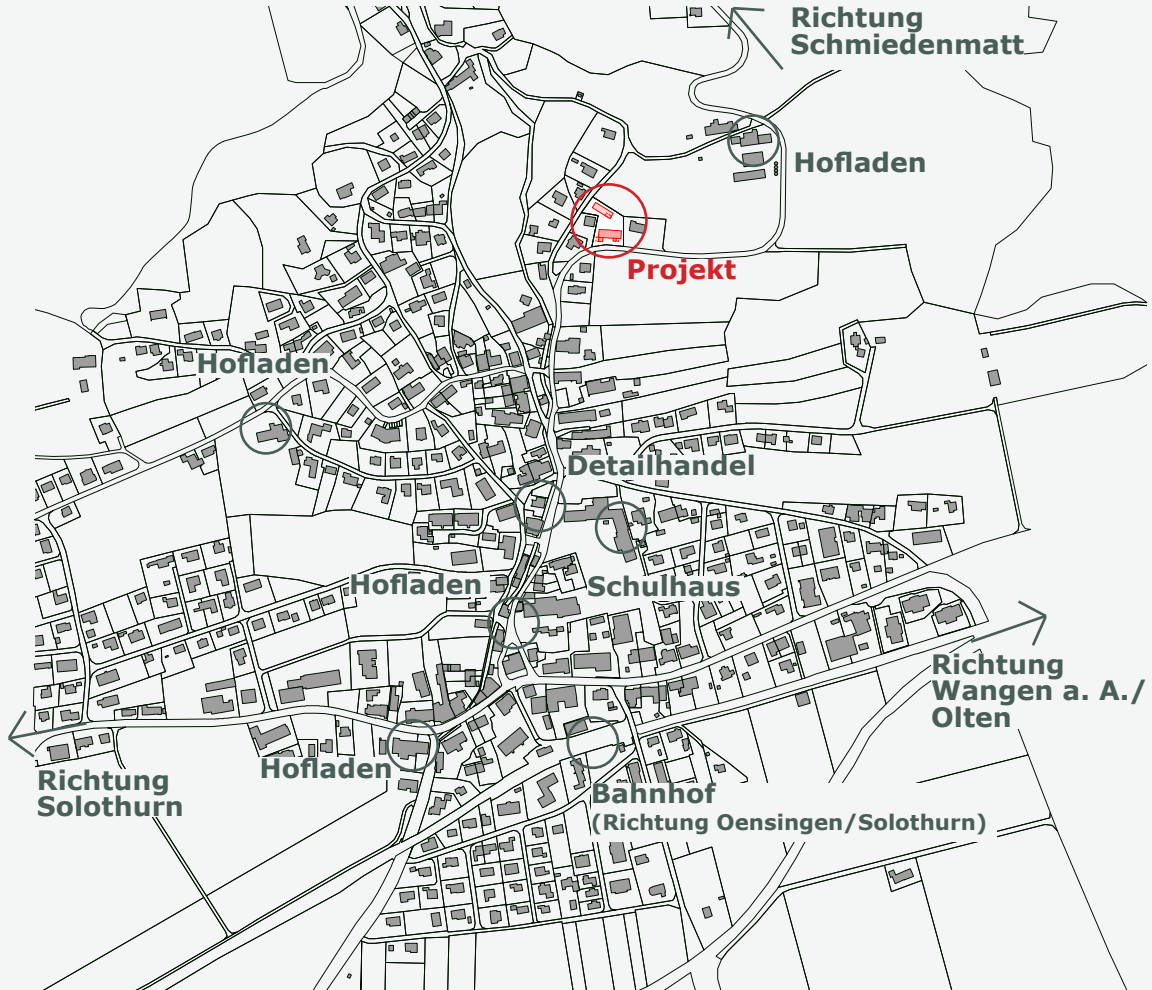 Richtung
Schmiedenmatt
Hofladen
Projekt
Hofladen
Detailhandel
Hofladen
Schulhaus
Richtung
Wangen a. A./
Olten
Hofladen
Richtung
Solothurn
Bahnhof
(Richtung Oensingen/Solothurn)